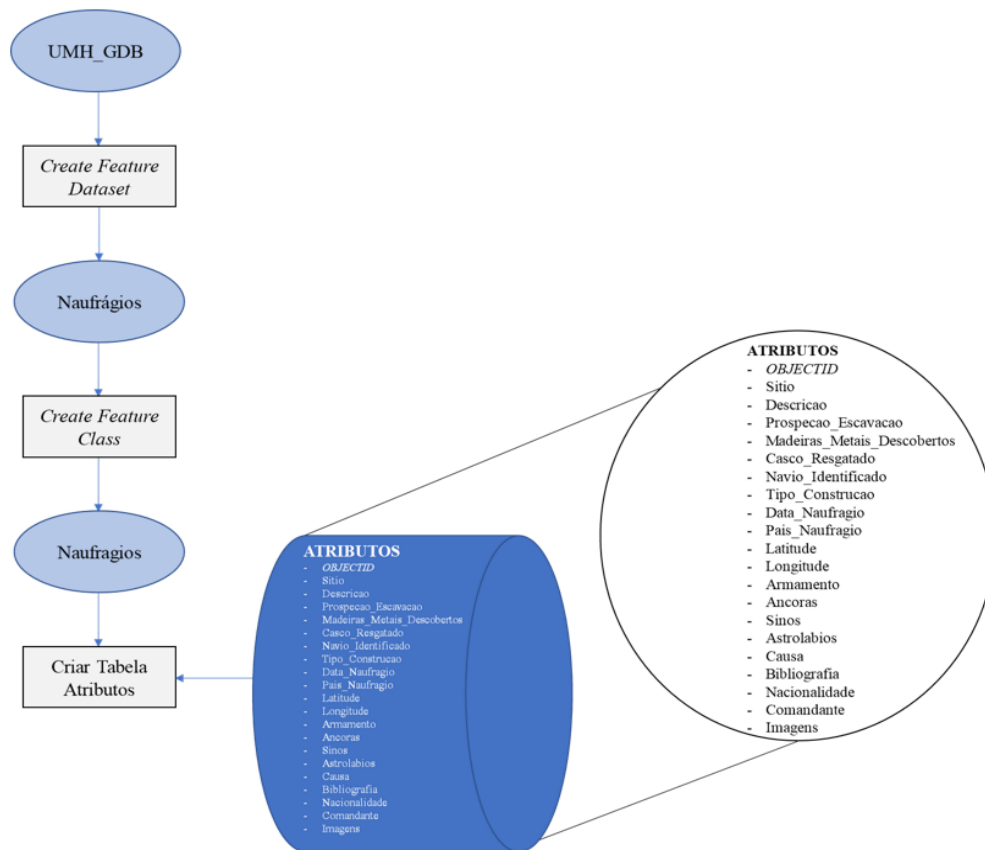 UMH_GDB
Create Feature
Dataset
Naufrágios
Create Feature
Class
Naufragios
Criar Tabela
Atributos
ATRIBUTOS
- OBJECTID
- Sitio
- Descricao
- Prospecao_Escavacao
- Madeiras_Metais_Descobertos
- Casco_Resgatado
- Navio_Identificado
- Tipo_Construcao
- Data_Naufragio
- Pais_Naufragio
- Latitude
- Longitude
- Armamento
- Ancoras
- Sinos
- Astrolabios
- Causa
- Bibliografia
- Nacionalidade
- Comandante
- Imagens
ATRIBUTOS
- OBJECTID
- Sitio
- Descricao
- Prospecao_Escavacao
- Madeiras_Metais_Descobertos
- Casco_Resgatado
- Navio_Identificado
- Tipo_Construcao
- Data_Naufragio
- Pais_Naufragio
- Latitude
- Longitude
- Armamento
- Ancoras
- Sinos
- Astrolabios
- Causa
- Bibliografia
- Nacionalidade
- Comandante
- Imagens